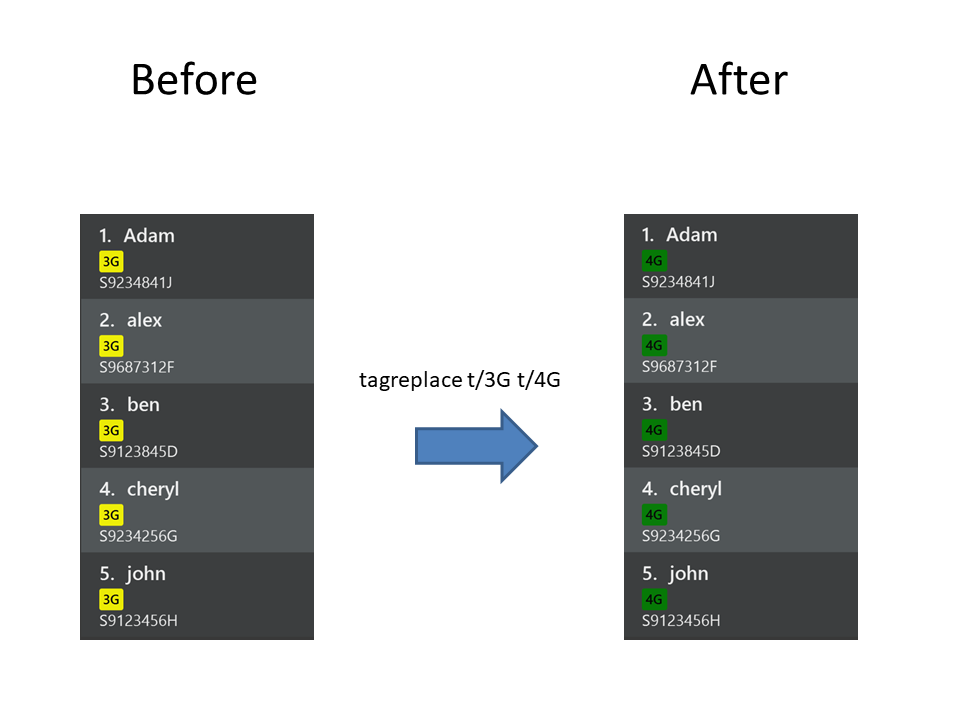 Before
After
1. Adam
3G
S9234841J
2. alex
3G
S9687312F
3. ben
3G
S9123845D
4. cheryl
3G
S9234256G
5. john
3G
S9123456H
tagreplace t/3G t/4G
1. Adam
4G
S9234841J
2. alex
4G
S9687312F
3. ben
4G
S9123845D
4. cheryl
4G
S9234256G
5. john
4G
S9123456H